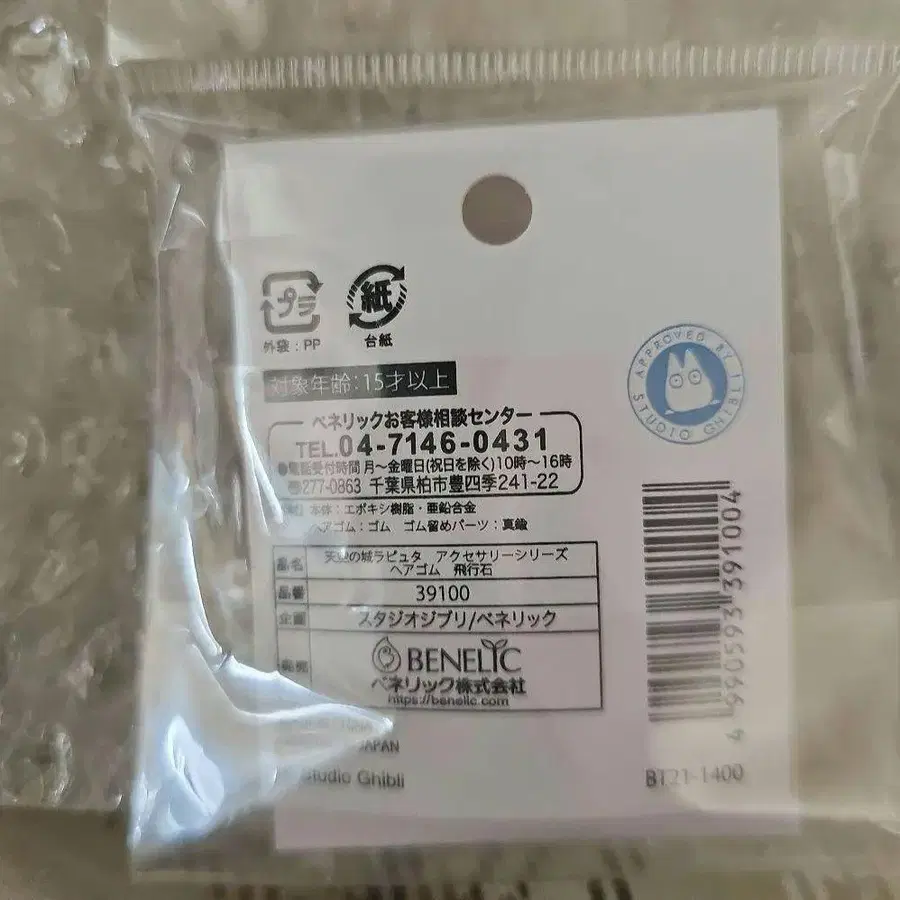 プラ
外袋：PP
紙
台紙
対象年齢：15才以上
APPROVED BY
STUDIO GHIBLI
ベネリックお客様相談センター
TEL.04-7146-0431
●電話受付時間 月〜金曜日(祝日を除く)10時〜16時
277-0863 千葉県柏市豊四季241-22
本体：エポキシ樹脂・亜鉛合金
ヘアゴム：ゴム ゴム留めパーツ：真鍮
品名 天空の城ラピュタ アクセサリーシリーズ
ヘアゴム 飛行石
品番 39100
企画 スタジオジブリ/ベネリック
発売 BENELIC
ベネリック株式会社
https://benelic.com
JAPAN
Studio Ghibli
4 990593 391004
BT21-1400